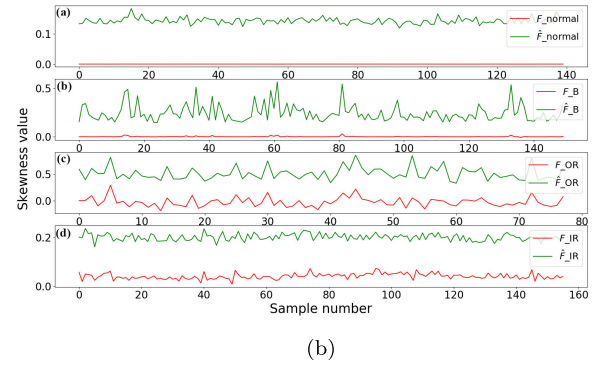 (a)
F_normal
F̂_normal
0.1
0.0
0 20 40 60 80 100 120 140
(b)
F_B
F̂_B
0.5
0.0
0 20 40 60 80 100 120 140
(c)
F_OR
F̂_OR
0.5
0.0
0 10 20 30 40 50 60 70 80
(d)
F_IR
F̂_IR
0.2
0.0
0 20 40 60 80 100 120 140 160
Skewness value
Sample number
(b)